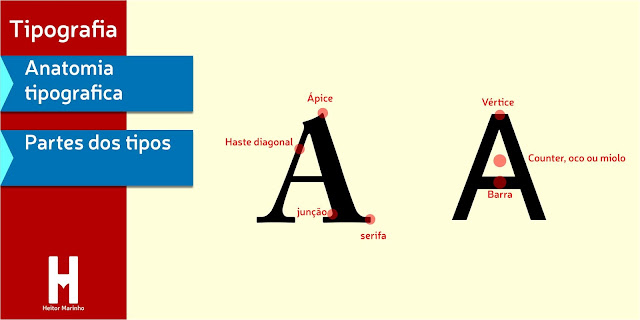 Tipografia
Anatomia
tipografica
Partes dos tipos
Ápice
Haste diagonal
junção
serifa
A
Vértice
Counter, oco ou miolo
Barra
A
H
Heitor Marinho